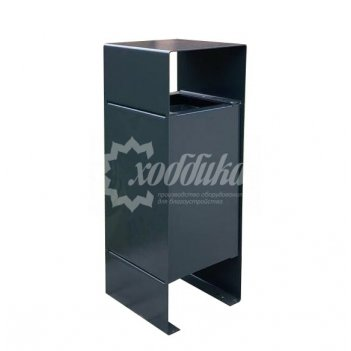 хоббика
производство оборудования
для благоустройства